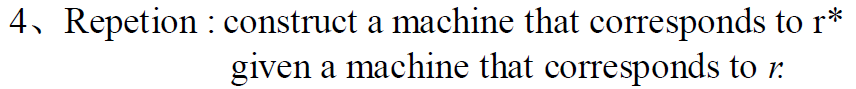 4、Repetion : construct a machine that corresponds to r*
given a machine that corresponds to r.